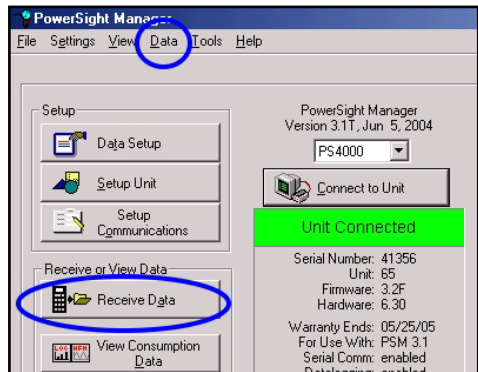 PowerSight Manager
File Settings View Data Tools Help
Setup
Data Setup
Setup Unit
Setup
Communications
Receive or View Data
Receive Data
View Consumption
Data
PowerSight Manager
Version 3.1T, Jun 5, 2004
PS4000
Connect to Unit
Unit Connected
Serial Number: 41356
Unit: 65
Firmware: 3.2F
Hardware: 6.30
Warranty Ends: 05/25/05
For Use With: PSM 3.1
Serial Comm: enabled
Datalogging: enabled